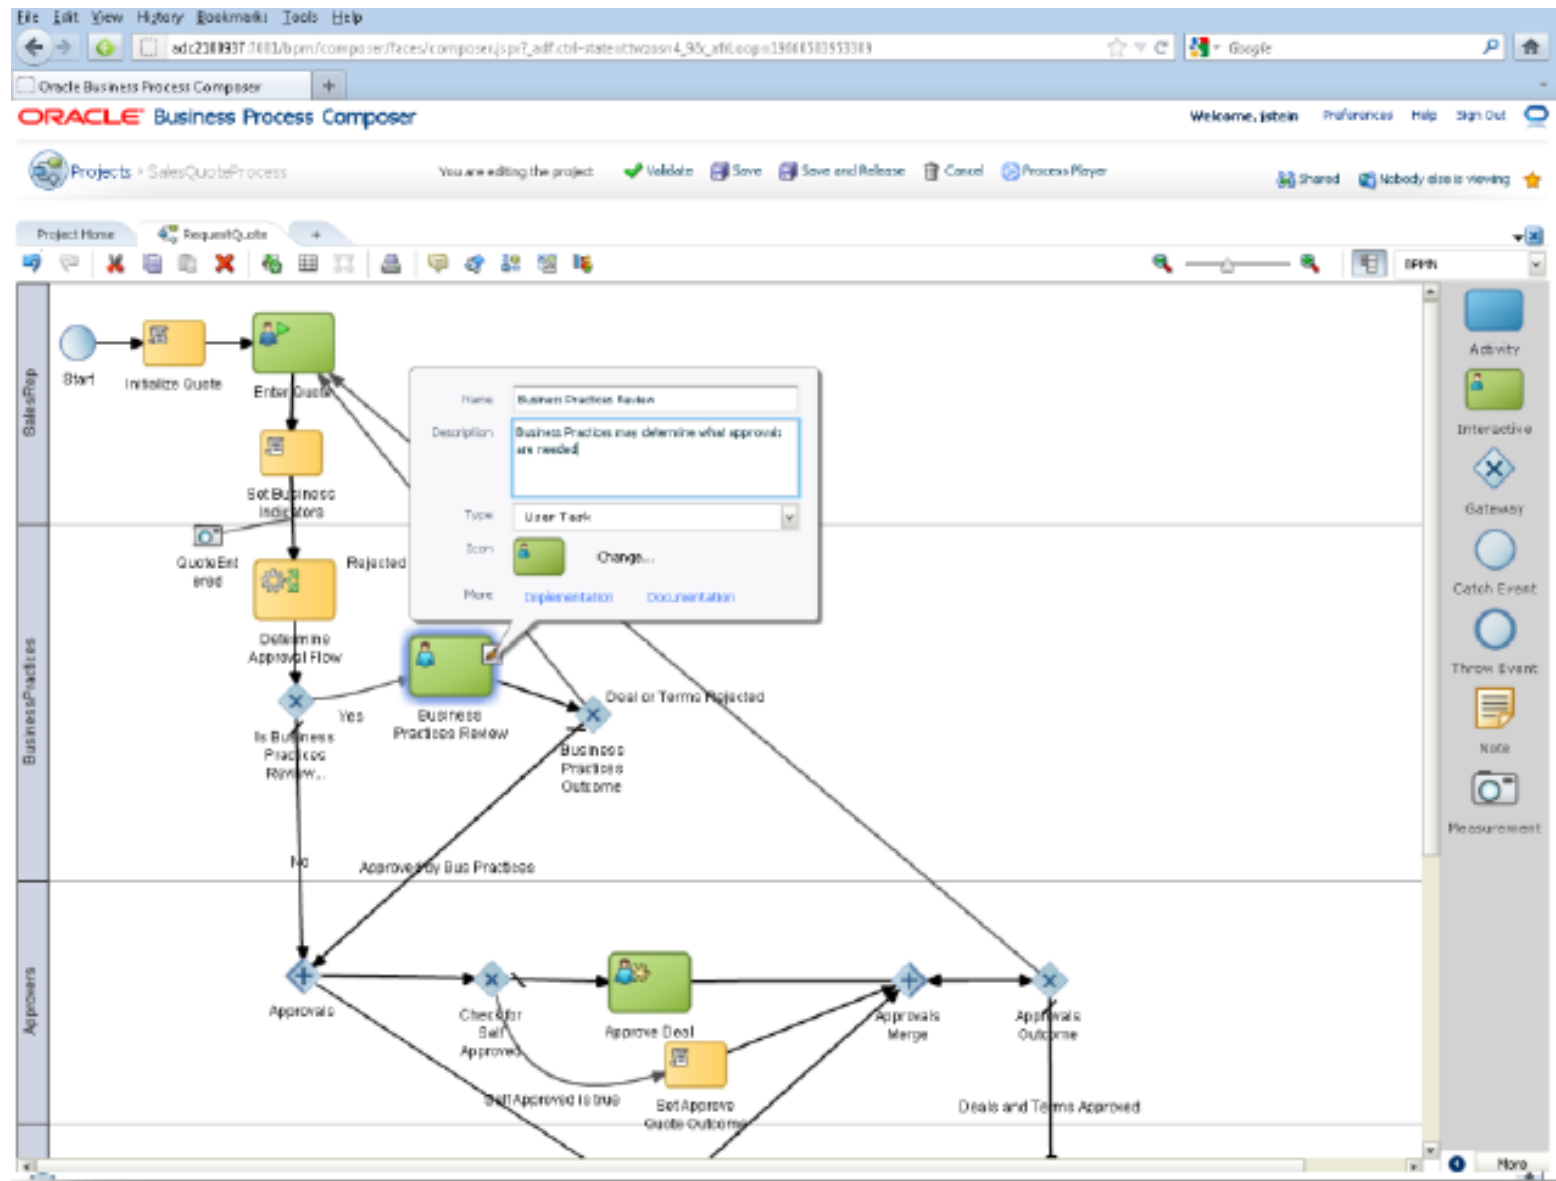 File Edit View History Bookmarks Tools Help
Google
Oracle Business Process Composer +
ORACLE Business Process Composer
Welcome, jstein Preferences Help Sign Out
Projects > SalesQuoteProcess
You are editing the project Validate Save Save and Release Cancel Process Player
Shared Nobody else is viewing
Project Home RequestQuote +
BPMN
SalesRep
Start
Initialize Quote
Enter Quote
Set Business
Indicators
QuoteEnt
ered
Rejected
Name Business Practices Review
Description Business Practices may determine what approvals
are needed
Type User Task
Icon Change...
More Implementation Documentation
BusinessPractices
Determine
Approval Flow
Is Business
Practices
Review...
Yes
No
Business
Practices Review
Deal or Terms Rejected
Business
Practices
Outcome
Approved by Bus Practices
Approvers
Approvals
Check for
Self
Approved
Approve Deal
Self Approved is true
Set Approve
Quote Outcome
Approvals
Merge
Approvals
Outcome
Deals and Terms Approved
Activity
Interactive
Gateway
Catch Event
Throw Event
Note
Measurement
More